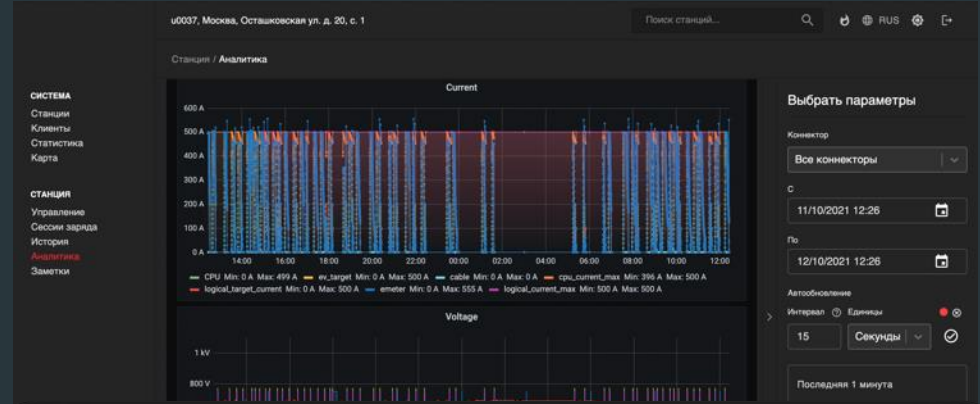 u0037, Москва, Осташковская ул. д. 20, с. 1
Поиск станций...
RUS
Станция / Аналитика
СИСТЕМА
Станции
Клиенты
Статистика
Карта
СТАНЦИЯ
Управление
Сессии заряда
История
Аналитика
Заметки
Current
600 A
500 A
400 A
300 A
200 A
100 A
0 A
14:00 16:00 18:00 20:00 22:00 00:00 02:00 04:00 06:00 08:00 10:00 12:00
CPU Min: 0 A Max: 499 A ev_target Min: 0 A Max: 500 A cable Min: 0 A Max: 0 A cpu_current_max Min: 396 A Max: 500 A
logical_target_current Min: 0 A Max: 500 A emeter Min: 0 A Max: 555 A logical_current_max Min: 500 A Max: 500 A
Voltage
1 kV
800 V
Выбрать параметры
Коннектор
Все коннекторы
С
11/10/2021 12:26
По
12/10/2021 12:26
Автообновление
Интервал Единицы
15 Секунды
Последняя 1 минута